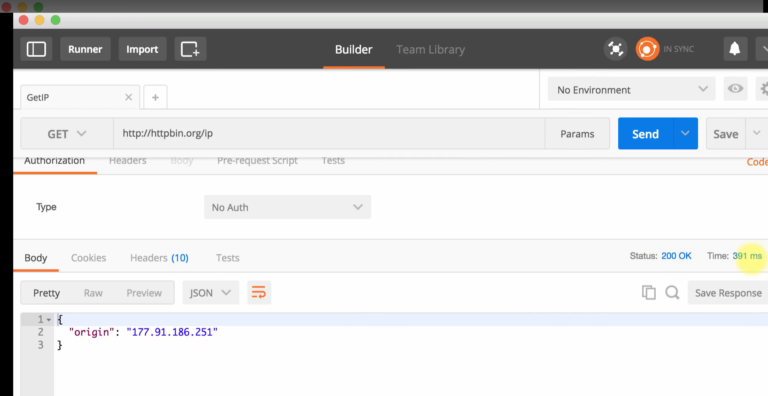 Runner Import Builder Team Library IN SYNC
GetIP No Environment
GET http://httpbin.org/ip Params Send Save
Authorization Headers Body Pre-request Script Tests Code
Type No Auth
Body Cookies Headers (10) Tests Status: 200 OK Time: 391 ms
Pretty Raw Preview JSON Save Response
1 {
2 "origin": "177.91.186.251"
3 }